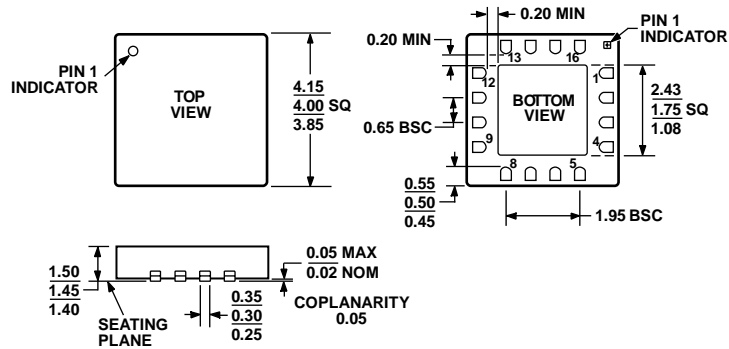 PIN 1
INDICATOR
TOP
VIEW
4.15
4.00 SQ
3.85
0.20 MIN
0.20 MIN
PIN 1
INDICATOR
13
16
12
1
BOTTOM
VIEW
0.65 BSC
9
4
8
5
2.43
1.75 SQ
1.08
0.55
0.50
0.45
1.95 BSC
1.50
1.45
1.40
SEATING
PLANE
0.35
0.30
0.25
0.05 MAX
0.02 NOM
COPLANARITY
0.05